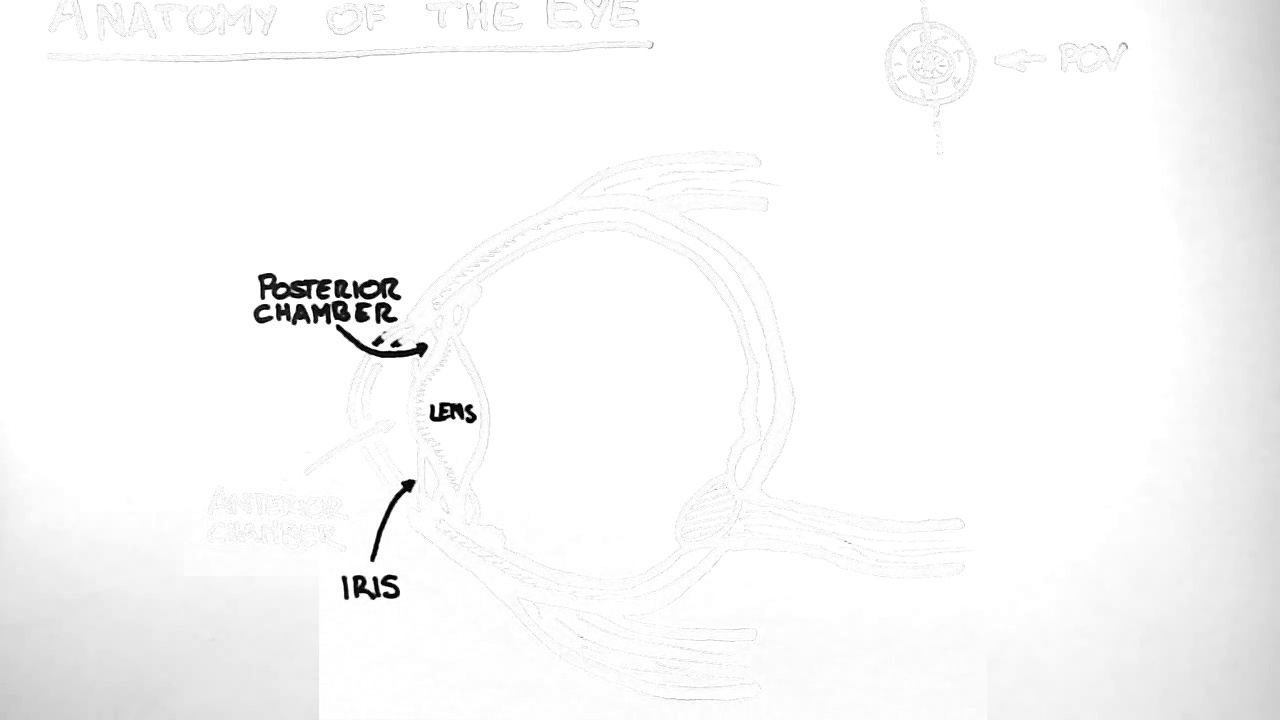 ANATOMY OF THE EYE
POV
POSTERIOR
CHAMBER
LENS
ANTERIOR
CHAMBER
IRIS